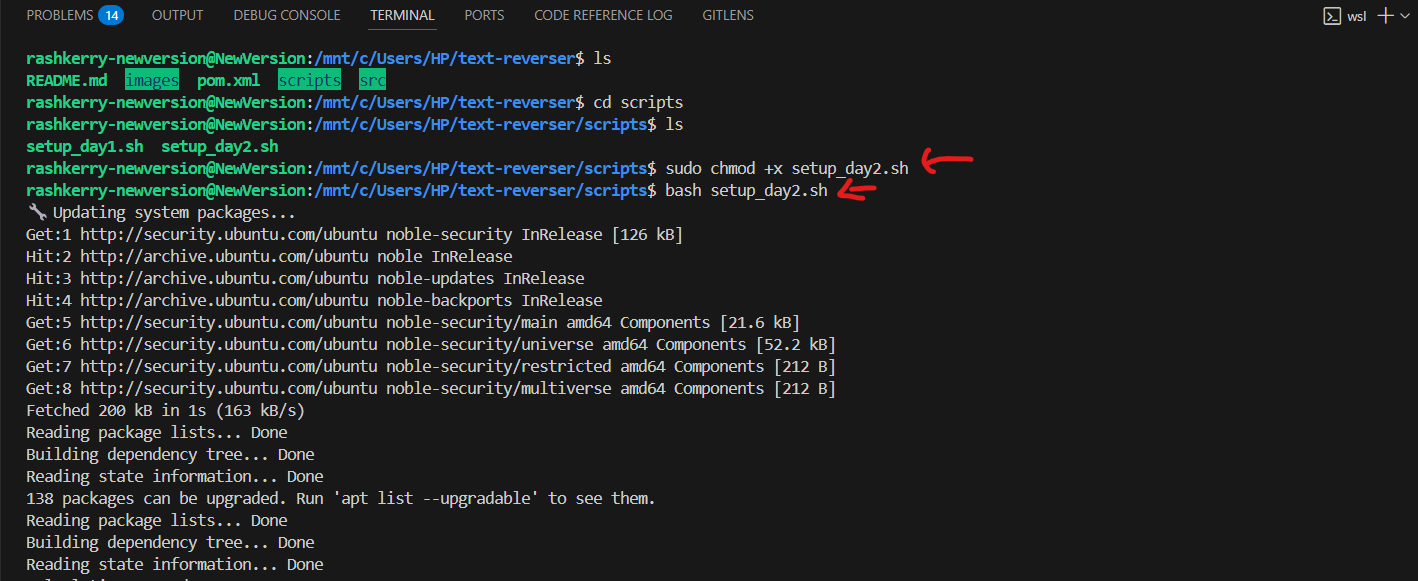 PROBLEMS 14 OUTPUT DEBUG CONSOLE TERMINAL PORTS CODE REFERENCE LOG GITLENS wsl
rashkerry-newversion@NewVersion:/mnt/c/Users/HP/text-reverser$ ls
README.md images pom.xml scripts src
rashkerry-newversion@NewVersion:/mnt/c/Users/HP/text-reverser$ cd scripts
rashkerry-newversion@NewVersion:/mnt/c/Users/HP/text-reverser/scripts$ ls
setup_day1.sh setup_day2.sh
rashkerry-newversion@NewVersion:/mnt/c/Users/HP/text-reverser/scripts$ sudo chmod +x setup_day2.sh
rashkerry-newversion@NewVersion:/mnt/c/Users/HP/text-reverser/scripts$ bash setup_day2.sh
🔧 Updating system packages...
Get:1 http://security.ubuntu.com/ubuntu noble-security InRelease [126 kB]
Hit:2 http://archive.ubuntu.com/ubuntu noble InRelease
Hit:3 http://archive.ubuntu.com/ubuntu noble-updates InRelease
Hit:4 http://archive.ubuntu.com/ubuntu noble-backports InRelease
Get:5 http://security.ubuntu.com/ubuntu noble-security/main amd64 Components [21.6 kB]
Get:6 http://security.ubuntu.com/ubuntu noble-security/universe amd64 Components [52.2 kB]
Get:7 http://security.ubuntu.com/ubuntu noble-security/restricted amd64 Components [212 B]
Get:8 http://security.ubuntu.com/ubuntu noble-security/multiverse amd64 Components [212 B]
Fetched 200 kB in 1s (163 kB/s)
Reading package lists... Done
Building dependency tree... Done
Reading state information... Done
138 packages can be upgraded. Run 'apt list --upgradable' to see them.
Reading package lists... Done
Building dependency tree... Done
Reading state information... Done